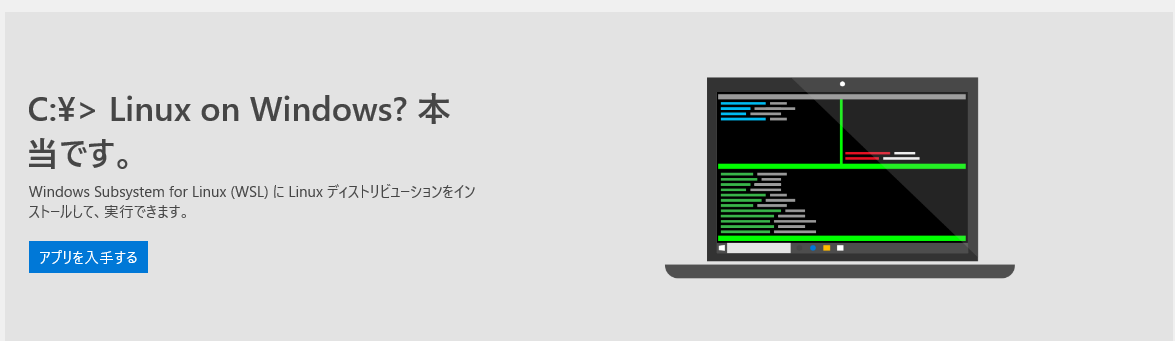 C:¥> Linux on Windows? 本
当です。
Windows Subsystem for Linux (WSL) に Linux ディストリビューションをイン
ストールして、実行できます。
アプリを入手する